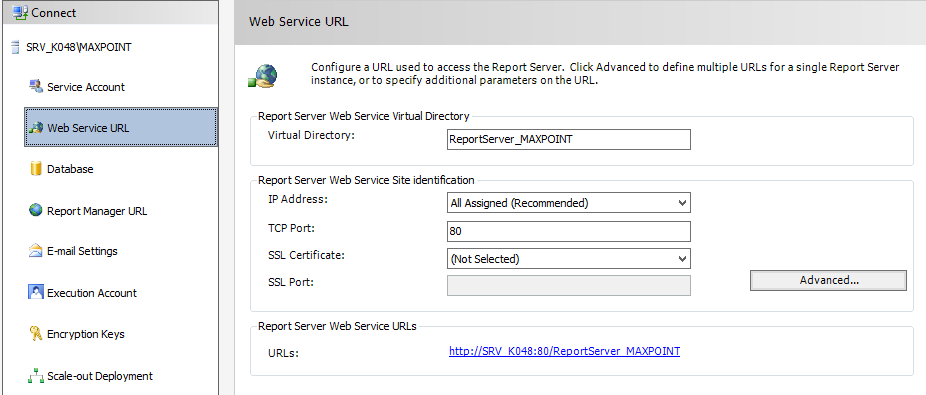 Connect
SRV_K048\MAXPOINT
Service Account
Web Service URL
Database
Report Manager URL
E-mail Settings
Execution Account
Encryption Keys
Scale-out Deployment
Web Service URL
Configure a URL used to access the Report Server. Click Advanced to define multiple URLs for a single Report Server
instance, or to specify additional parameters on the URL.
Report Server Web Service Virtual Directory
Virtual Directory: ReportServer_MAXPOINT
Report Server Web Service Site identification
IP Address: All Assigned (Recommended)
TCP Port: 80
SSL Certificate: (Not Selected)
SSL Port:
Advanced...
Report Server Web Service URLs
URLs: http://SRV_K048:80/ReportServer_MAXPOINT